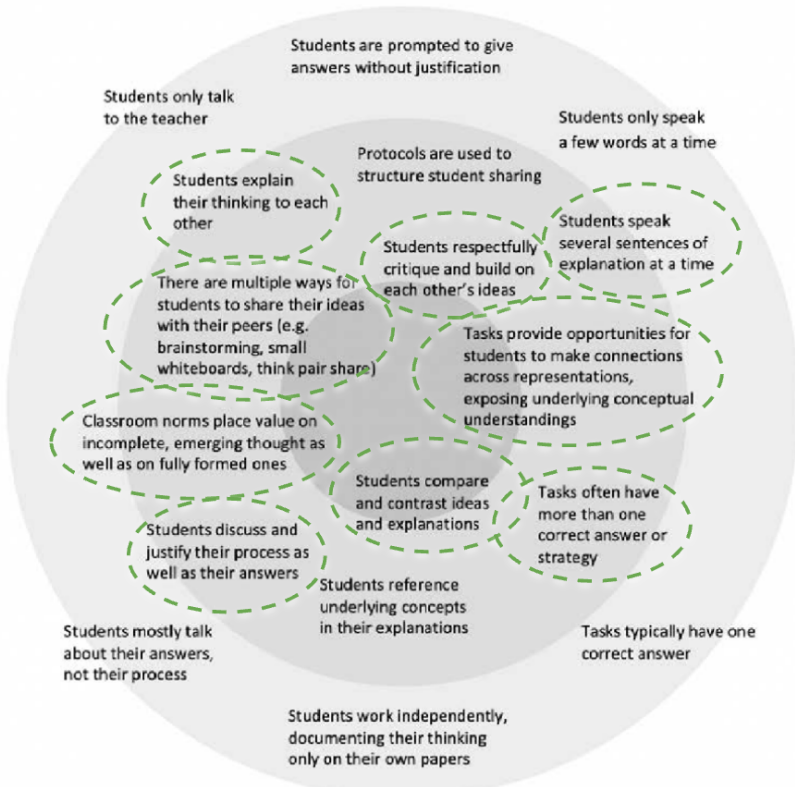 Students are prompted to give
answers without justification
Students only talk
to the teacher
Students only speak
a few words at a time
Protocols are used to
structure student sharing
Students explain
their thinking to each
other
Students speak
several sentences of
explanation at a time
Students respectfully
critique and build on
each other's ideas
There are multiple ways for
students to share their ideas
with their peers (e.g.
brainstorming, small
whiteboards, think pair share)
Tasks provide opportunities for
students to make connections
across representations,
exposing underlying conceptual
understandings
Classroom norms place value on
incomplete, emerging thought as
well as on fully formed ones
Students compare
and contrast ideas
and explanations
Tasks often have
more than one
correct answer or
strategy
Students discuss and
justify their process as
well as their answers
Students reference
underlying concepts
in their explanations
Students mostly talk
about their answers,
not their process
Tasks typically have one
correct answer
Students work independently,
documenting their thinking
only on their own papers